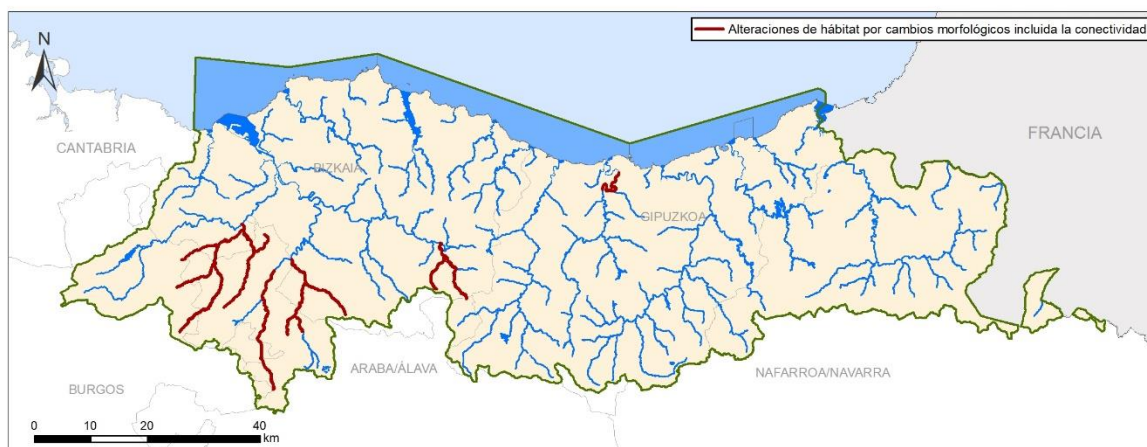 Alteraciones de hábitat por cambios morfológicos incluida la conectividad
N
CANTABRIA
BIZKAIA
FRANCIA
GIPUZKOA
ARABA/ÁLAVA
NAFARROA/NAVARRA
BURGOS
0 10 20 40
km